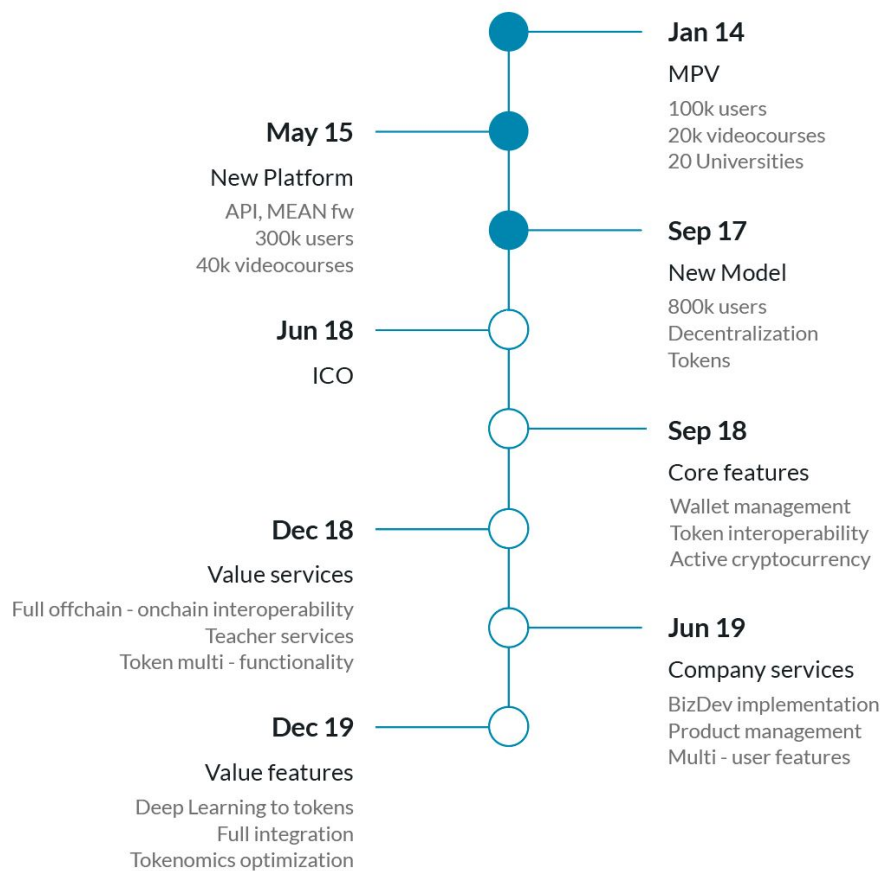 Jan 14
MPV
100k users
20k videocourses
20 Universities
May 15
New Platform
API, MEAN fw
300k users
40k videocourses
Sep 17
New Model
800k users
Decentralization
Tokens
Jun 18
ICO
Sep 18
Core features
Wallet management
Token interoperability
Active cryptocurrency
Dec 18
Value services
Full offchain - onchain interoperability
Teacher services
Token multi - functionality
Jun 19
Company services
BizDev implementation
Product management
Multi - user features
Dec 19
Value features
Deep Learning to tokens
Full integration
Tokenomics optimization